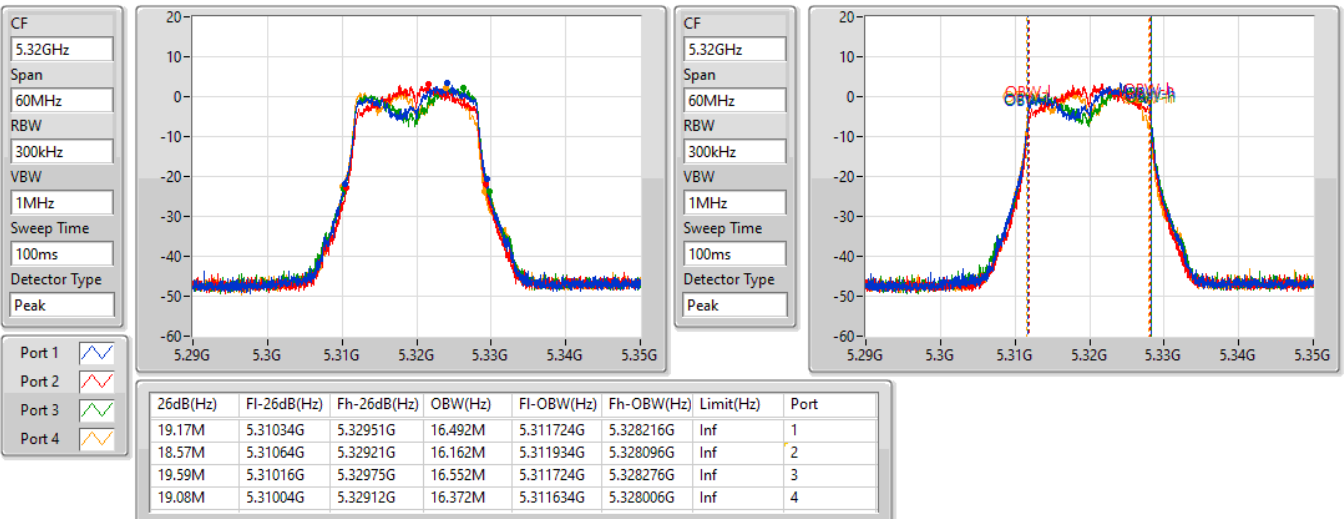 CF
5.32GHz
Span
60MHz
RBW
300kHz
VBW
1MHz
Sweep Time
100ms
Detector Type
Peak
Port 1
Port 2
Port 3
Port 4
20
10
0
-10
-20
-30
-40
-50
-60
5.29G 5.3G 5.31G 5.32G 5.33G 5.34G 5.35G
CF
5.32GHz
Span
60MHz
RBW
300kHz
VBW
1MHz
Sweep Time
100ms
Detector Type
Peak
20
10
0
-10
-20
-30
-40
-50
-60
5.29G 5.3G 5.31G 5.32G 5.33G 5.34G 5.35G
26dB(Hz) Fl-26dB(Hz) Fh-26dB(Hz) OBW(Hz) Fl-OBW(Hz) Fh-OBW(Hz) Limit(Hz) Port
19.17M 5.31034G 5.32951G 16.492M 5.311724G 5.328216G Inf 1
18.57M 5.31064G 5.32921G 16.162M 5.311934G 5.328096G Inf 2
19.59M 5.31016G 5.32975G 16.552M 5.311724G 5.328276G Inf 3
19.08M 5.31004G 5.32912G 16.372M 5.311634G 5.328006G Inf 4